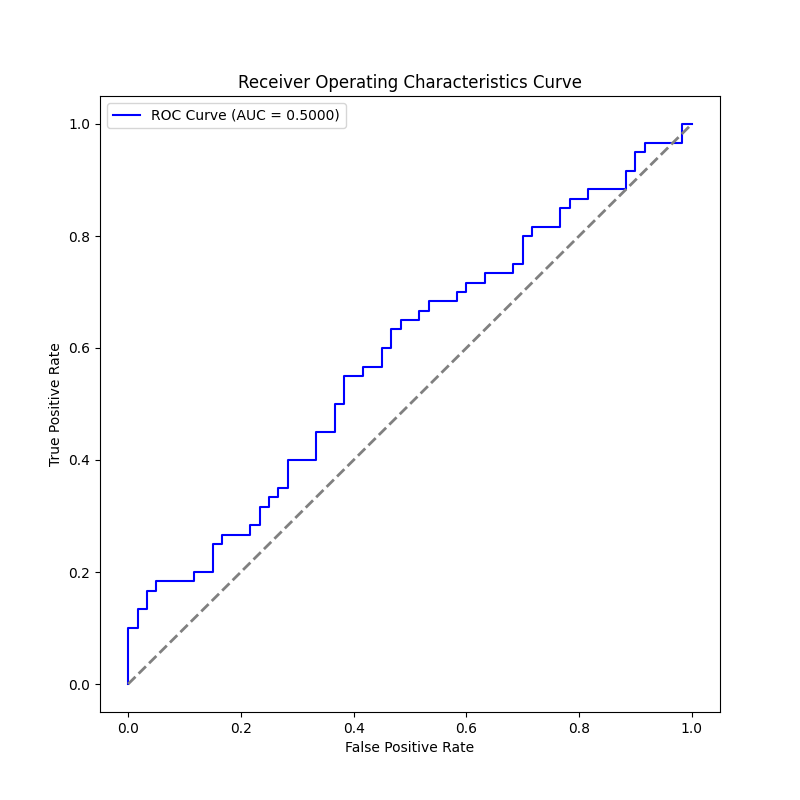 Receiver Operating Characteristics Curve
ROC Curve (AUC = 0.5000)
1.0
0.8
0.6
0.4
0.2
0.0
True Positive Rate
0.0 0.2 0.4 0.6 0.8 1.0
False Positive Rate